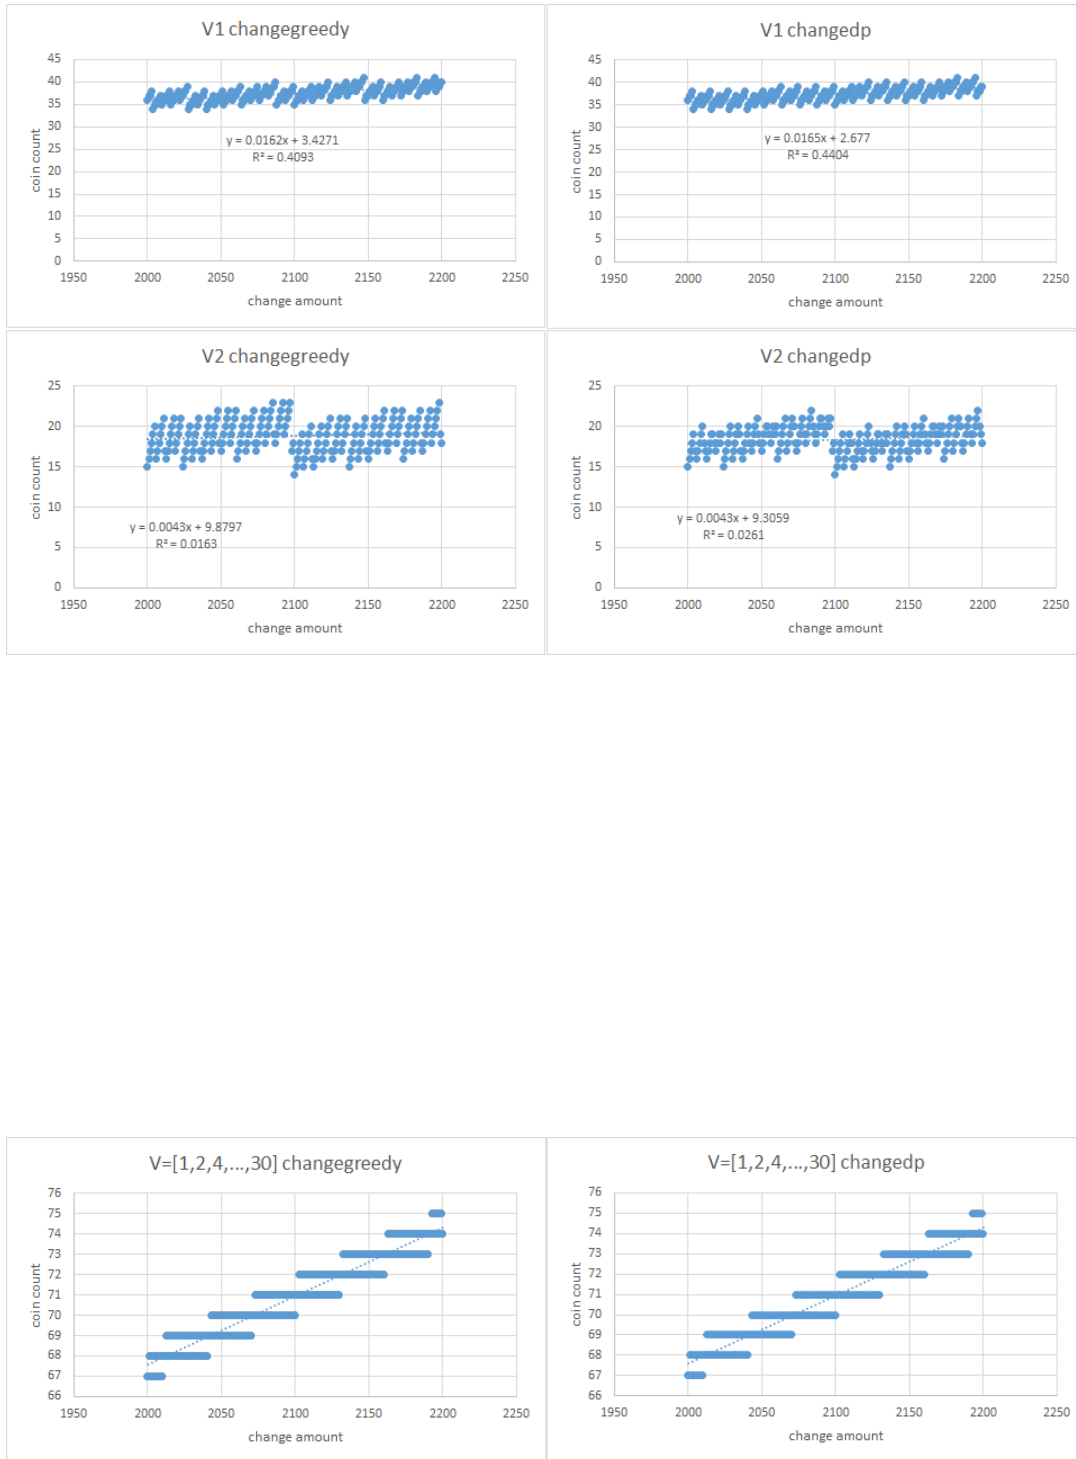 V1 changegreedy
45
40
35
30
25
20
15
10
5
0
coin count
y = 0.0162x + 3.4271
R² = 0.4093
1950 2000 2050 2100 2150 2200 2250
change amount
V1 changedp
45
40
35
30
25
20
15
10
5
0
coin count
y = 0.0165x + 2.677
R² = 0.4404
1950 2000 2050 2100 2150 2200 2250
change amount
V2 changegreedy
25
20
15
10
5
0
coin count
y = 0.0043x + 9.8797
R² = 0.0163
1950 2000 2050 2100 2150 2200 2250
change amount
V2 changedp
25
20
15
10
5
0
coin count
y = 0.0043x + 9.3059
R² = 0.0261
1950 2000 2050 2100 2150 2200 2250
change amount
V=[1,2,4,...,30] changegreedy
76
75
74
73
72
71
70
69
68
67
66
coin count
1950 2000 2050 2100 2150 2200 2250
change amount
V=[1,2,4,...,30] changedp
76
75
74
73
72
71
70
69
68
67
66
coin count
1950 2000 2050 2100 2150 2200 2250
change amount